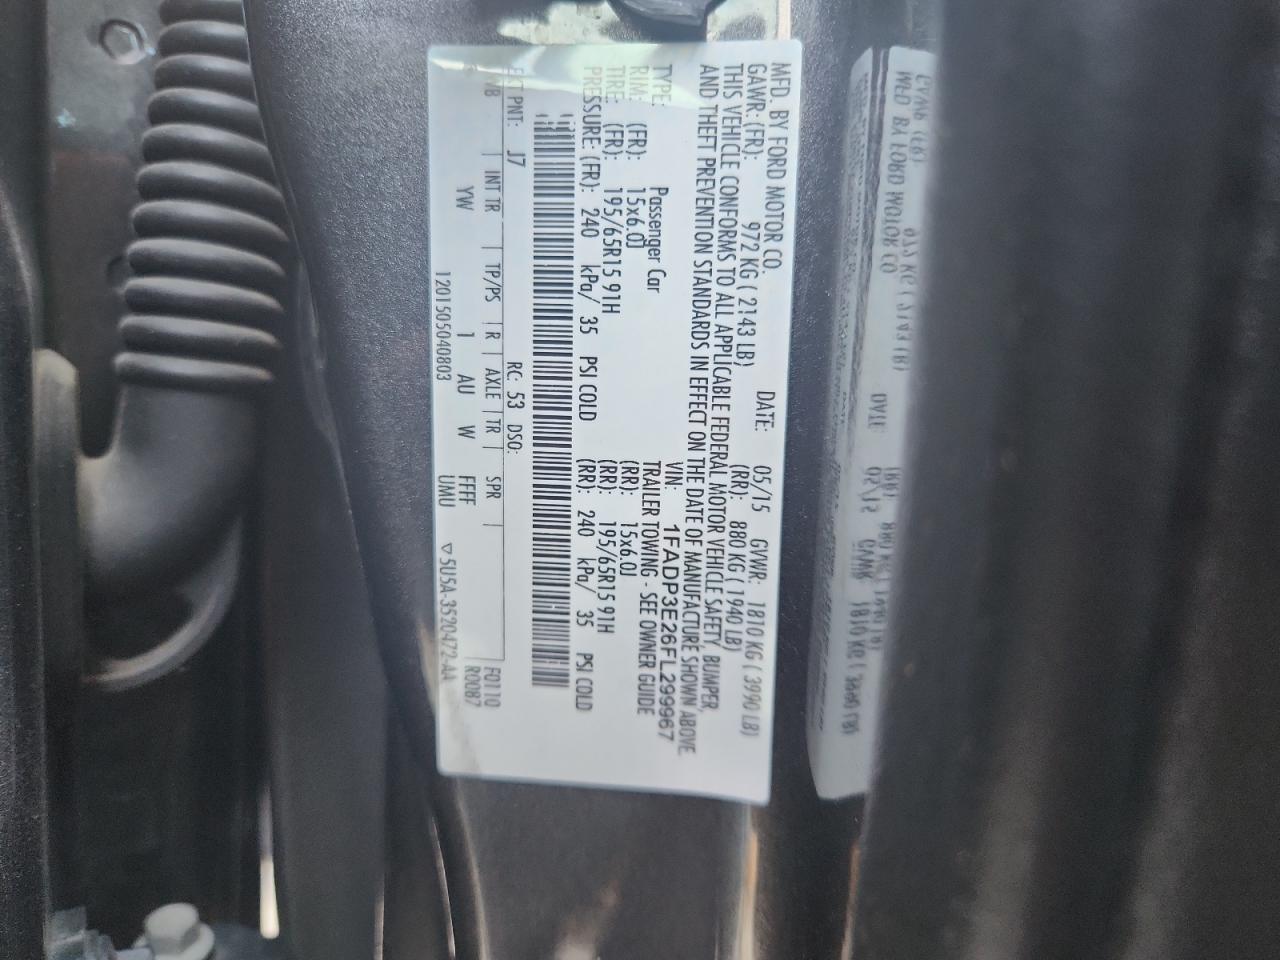 MFD. BY FORD MOTOR CO. DATE: 05/15 GVWR: 1810 KG ( 3990 LB)
GAWR: (FR): 972 KG ( 2143 LB) (RR): 880 KG ( 1940 LB)
THIS VEHICLE CONFORMS TO ALL APPLICABLE FEDERAL MOTOR VEHICLE SAFETY, BUMPER,
AND THEFT PREVENTION STANDARDS IN EFFECT ON THE DATE OF MANUFACTURE SHOWN ABOVE.
VIN: 1FADP3E26FL299967
TYPE: Passenger Car TRAILER TOWING - SEE OWNER GUIDE
RIM: (FR): 15x6.0J (RR): 15x6.0J
TIRE: (FR): 195/65R15 91H (RR): 195/65R15 91H
PRESSURE: (FR): 240 kPa/ 35 PSI COLD (RR): 240 kPa/ 35 PSI COLD
EXT PNT: J7 RC: 53 DSO: F0110
WB INT TR TP/PS R AXLE TR SPR R0087
YW 1 AU W FFFF
1201505040803 UMU ▽5U5A-3520472-AA